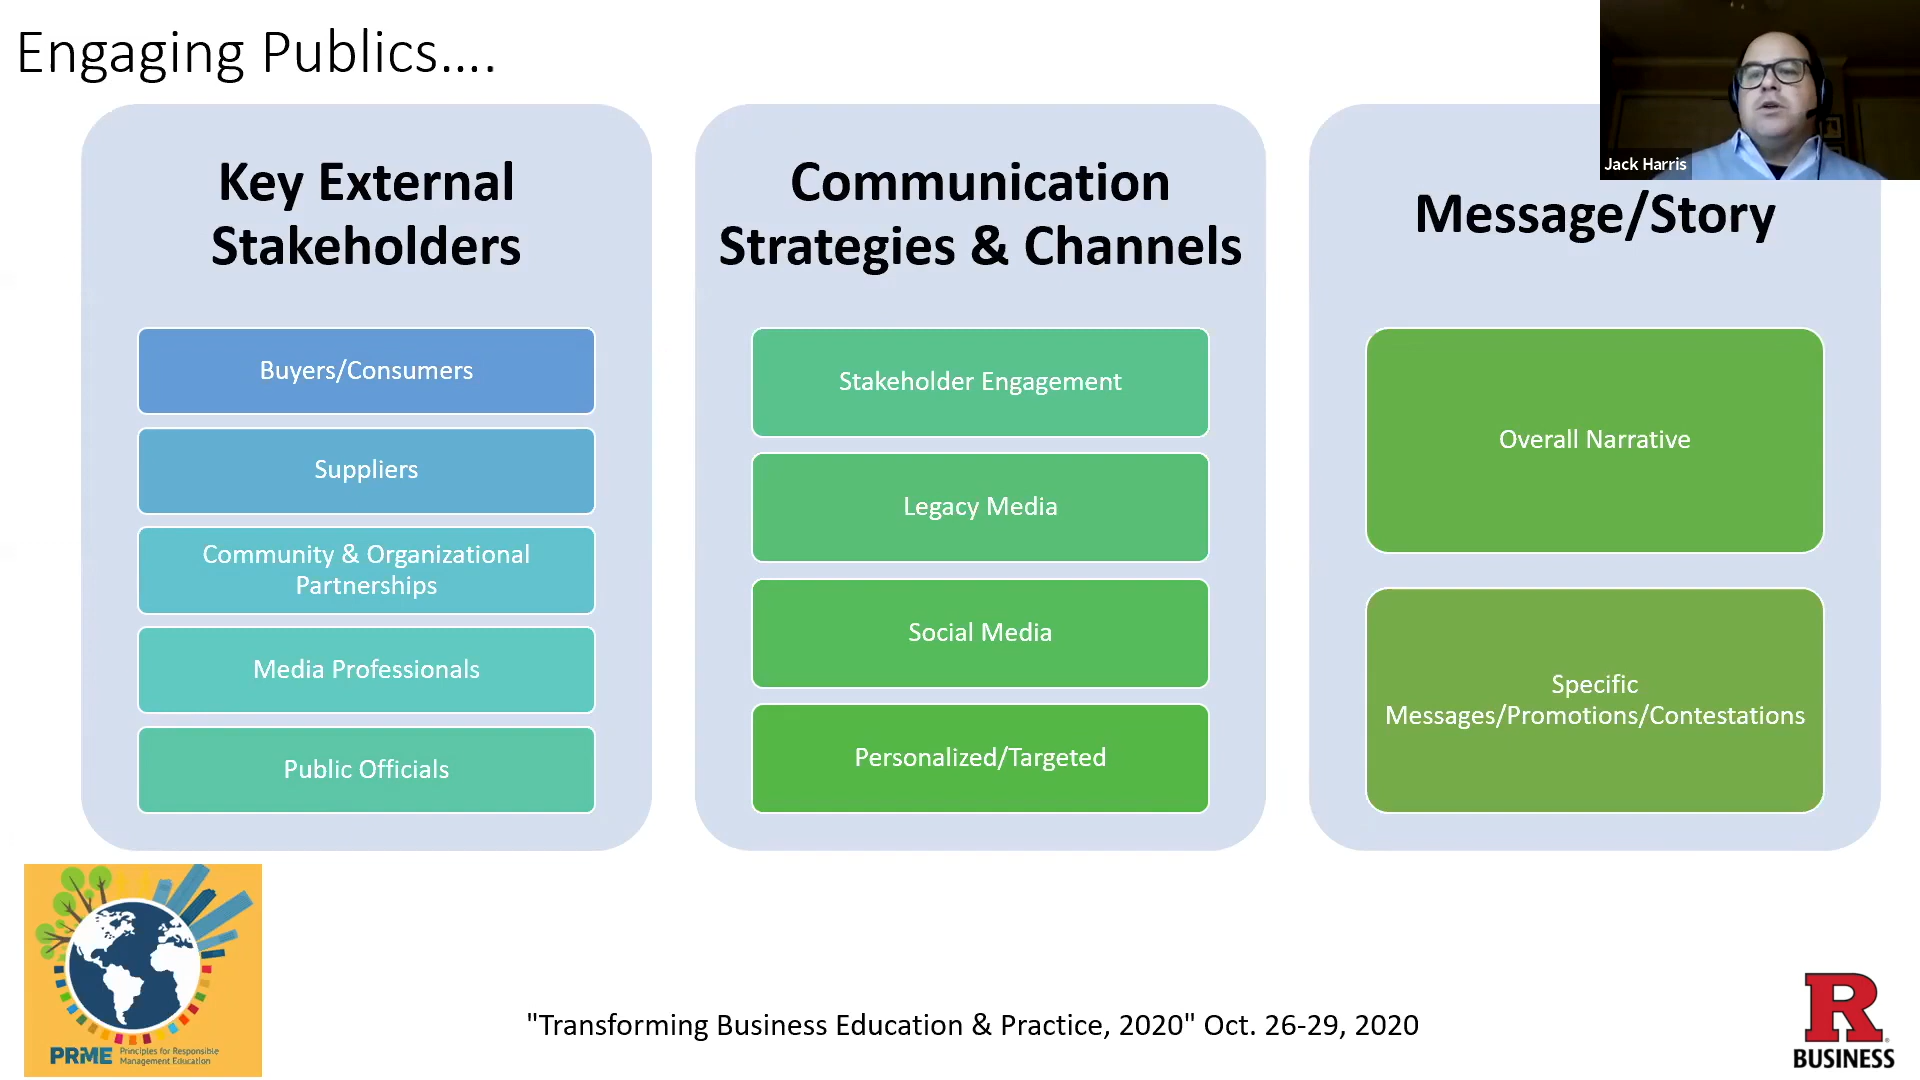 Engaging Publics....
Jack Harris
Key External
Stakeholders
Buyers/Consumers
Suppliers
Community & Organizational
Partnerships
Media Professionals
Public Officials
Communication
Strategies & Channels
Stakeholder Engagement
Legacy Media
Social Media
Personalized/Targeted
Message/Story
Overall Narrative
Specific
Messages/Promotions/Contestations
PRME Principles for Responsible
Management Education
"Transforming Business Education & Practice, 2020" Oct. 26-29, 2020
R
BUSINESS